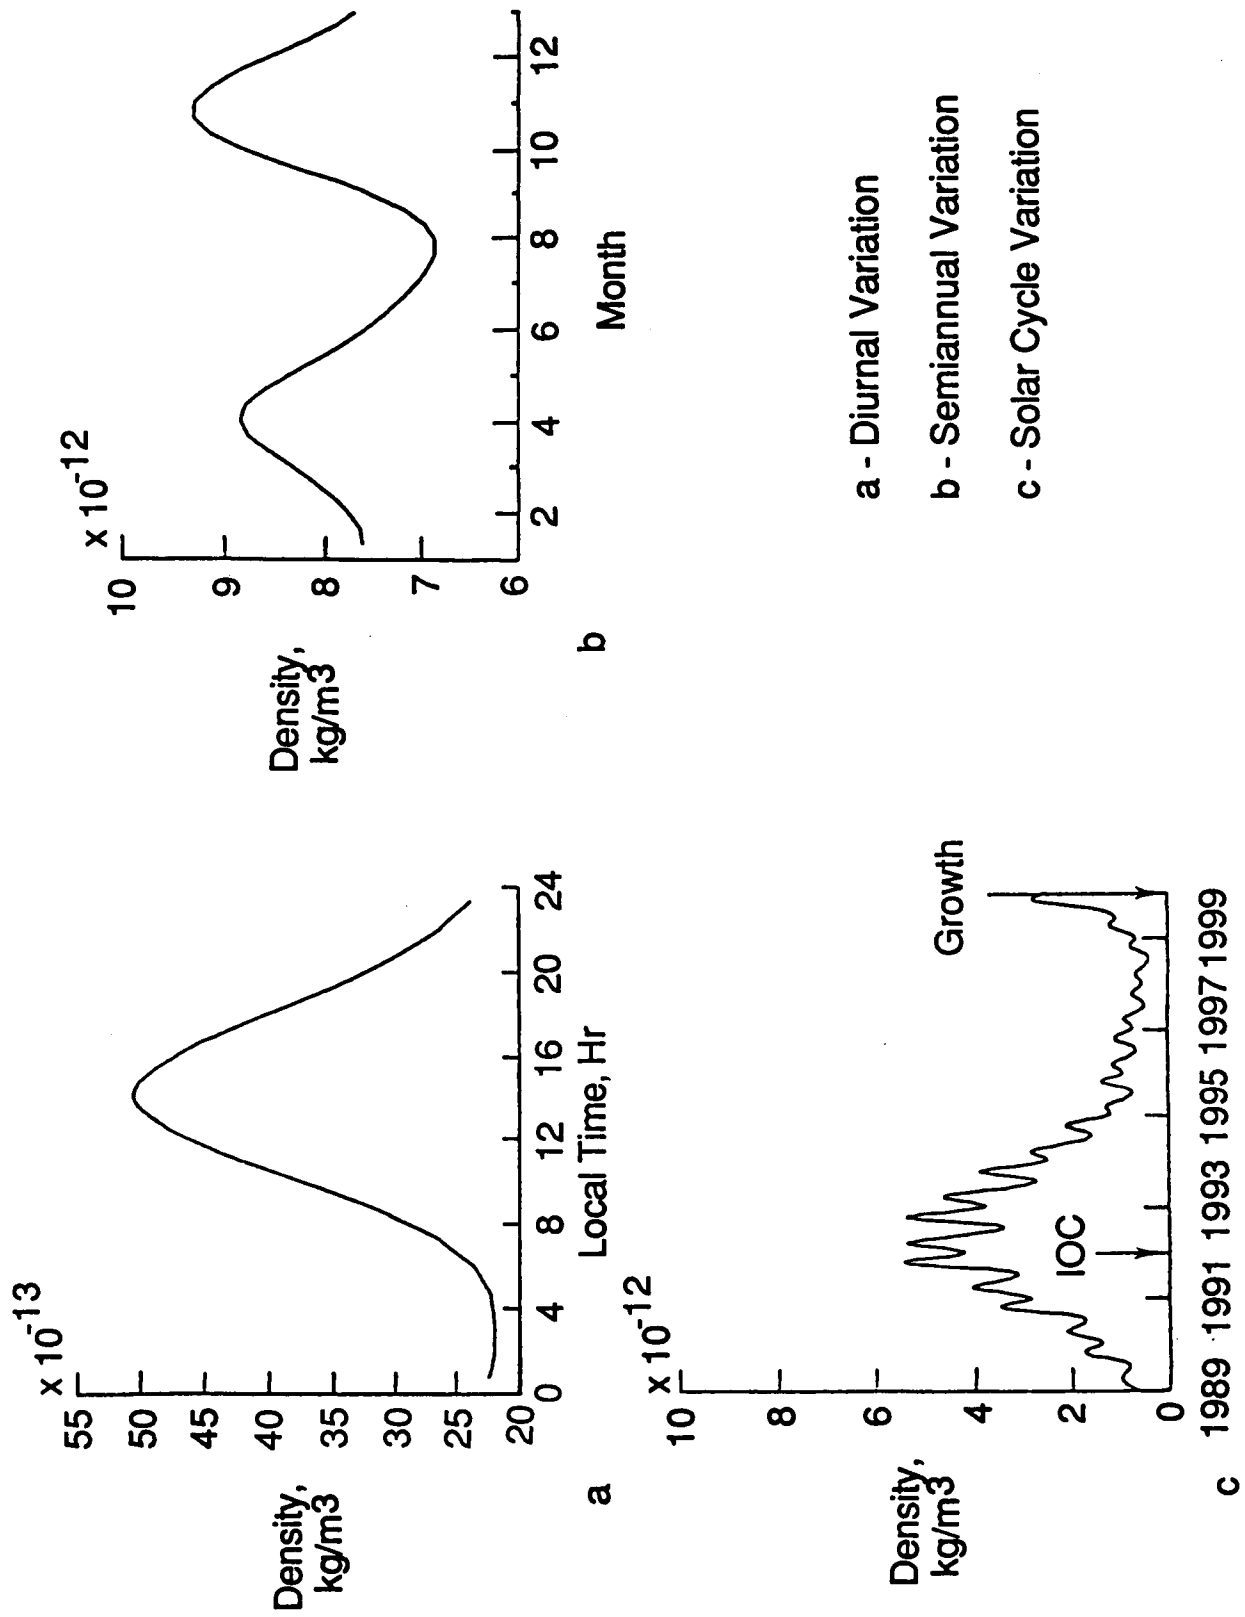 x 10-13
55
50
45
40
35
30
25
20
Density,
kg/m3
0 4 8 12 16 20 24
Local Time, Hr
a
x 10-12
10
9
8
7
6
Density,
kg/m3
2 4 6 8 10 12
Month
b
x 10-12
10
8
6
4
2
0
Density,
kg/m3
IOC
Growth
1989 1991 1993 1995 1997 1999
c
a - Diurnal Variation
b - Semiannual Variation
c - Solar Cycle Variation